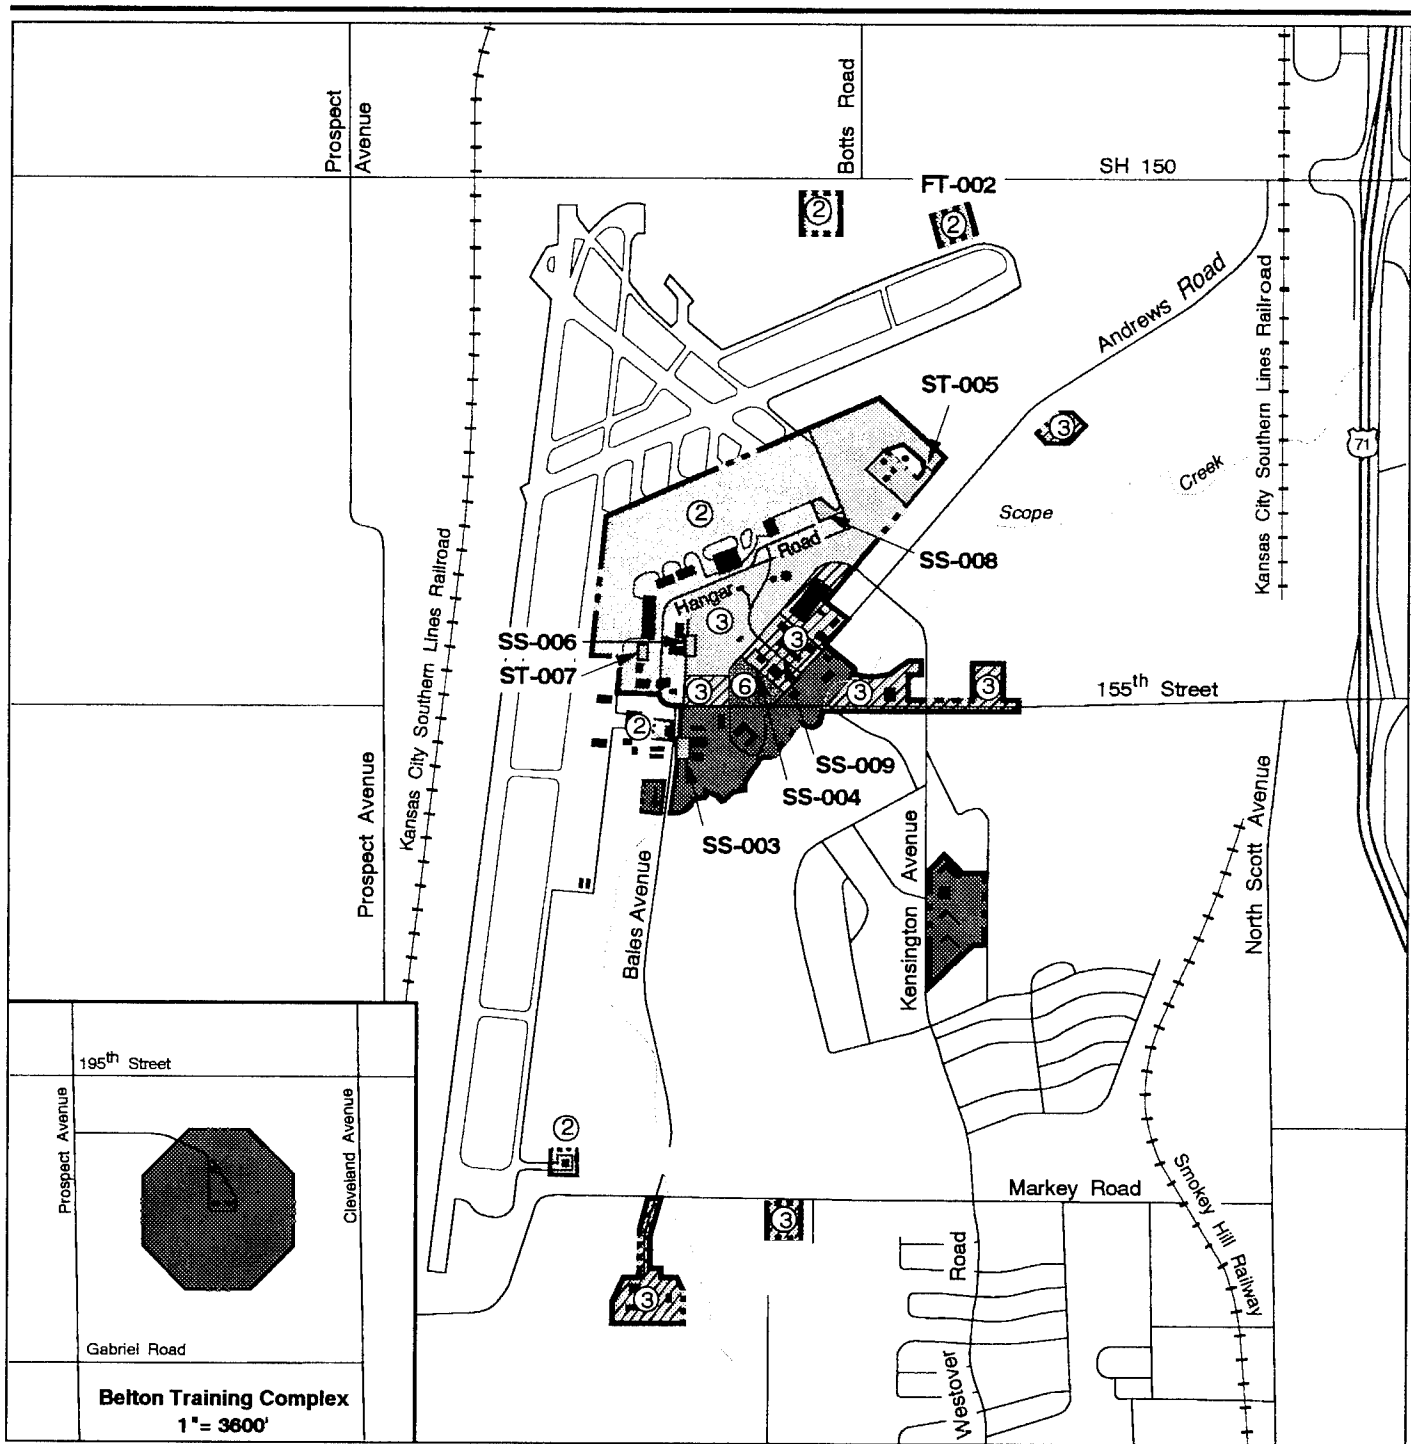 Prospect
Avenue
Botts Road
SH 150
FT-002
2
2
Andrews Road
Kansas City Southern Lines Railroad
ST-005
3
71
Creek
Scope
2
Road
SS-008
Hangar
3
3
SS-006
ST-007
3
6
3
3
155th Street
2
SS-009
SS-004
SS-003
Kansas City Southern Lines Railroad
Prospect Avenue
Bales Avenue
Kensington Avenue
North Scott Avenue
195th Street
Prospect Avenue
Cleveland Avenue
Gabriel Road
Belton Training Complex
1"= 3600'
2
Markey Road
3
3
Smokey Hill Railway
Westover Road